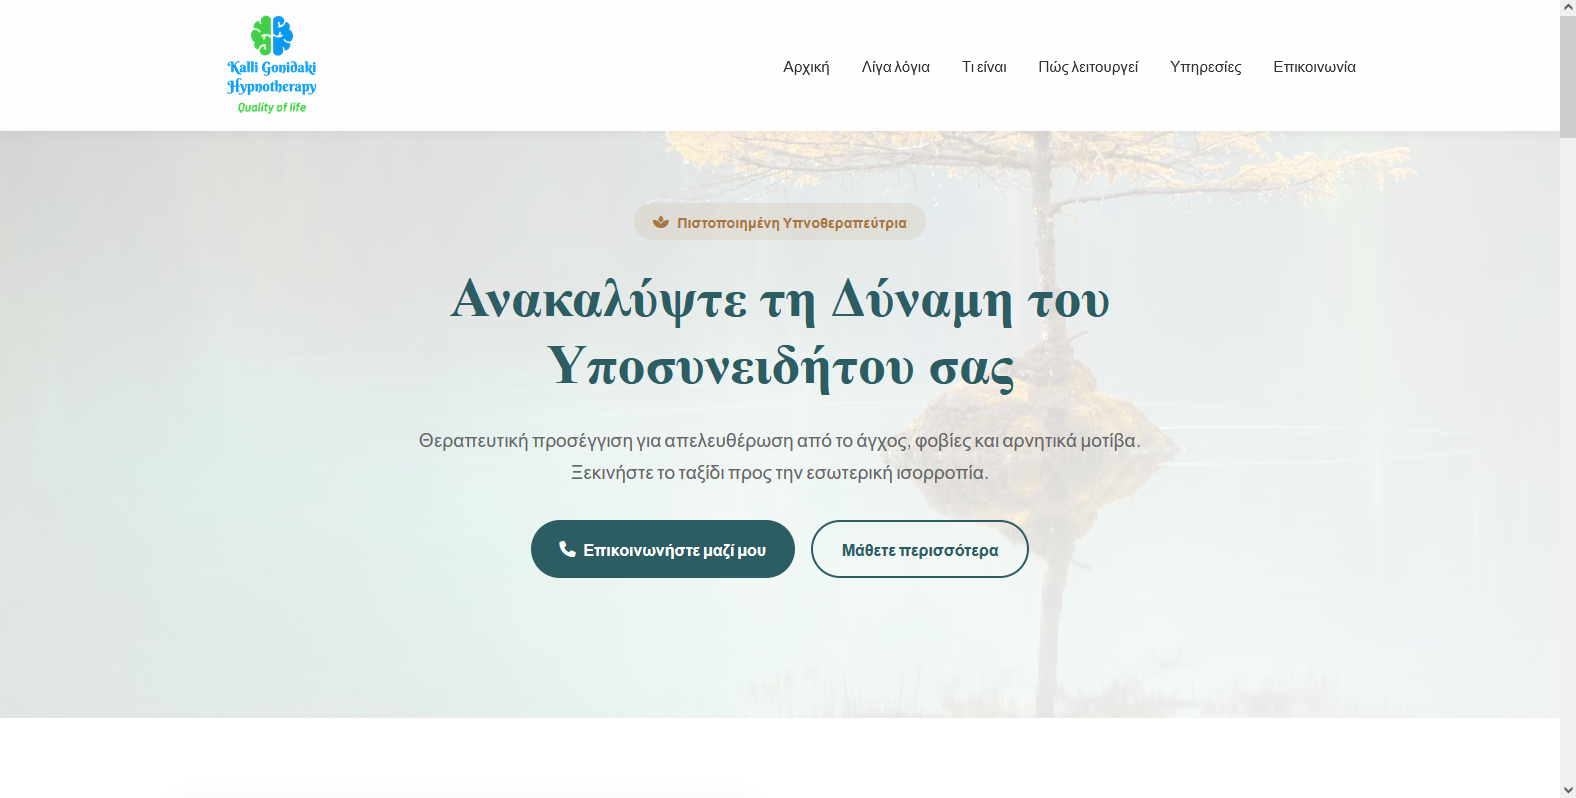 Kalli Gonidaki
Hypnotherapy
Quality of life
Αρχική
Λίγα λόγια
Τι είναι
Πώς λειτουργεί
Υπηρεσίες
Επικοινωνία
Πιστοποιημένη Υπνοθεραπεύτρια
Ανακαλύψτε τη Δύναμη του
Υποσυνειδήτου σας
Θεραπευτική προσέγγιση για απελευθέρωση από το άγχος, φοβίες και αρνητικά μοτίβα.
Ξεκινήστε το ταξίδι προς την εσωτερική ισορροπία.
Επικοινωνήστε μαζί μου
Μάθετε περισσότερα